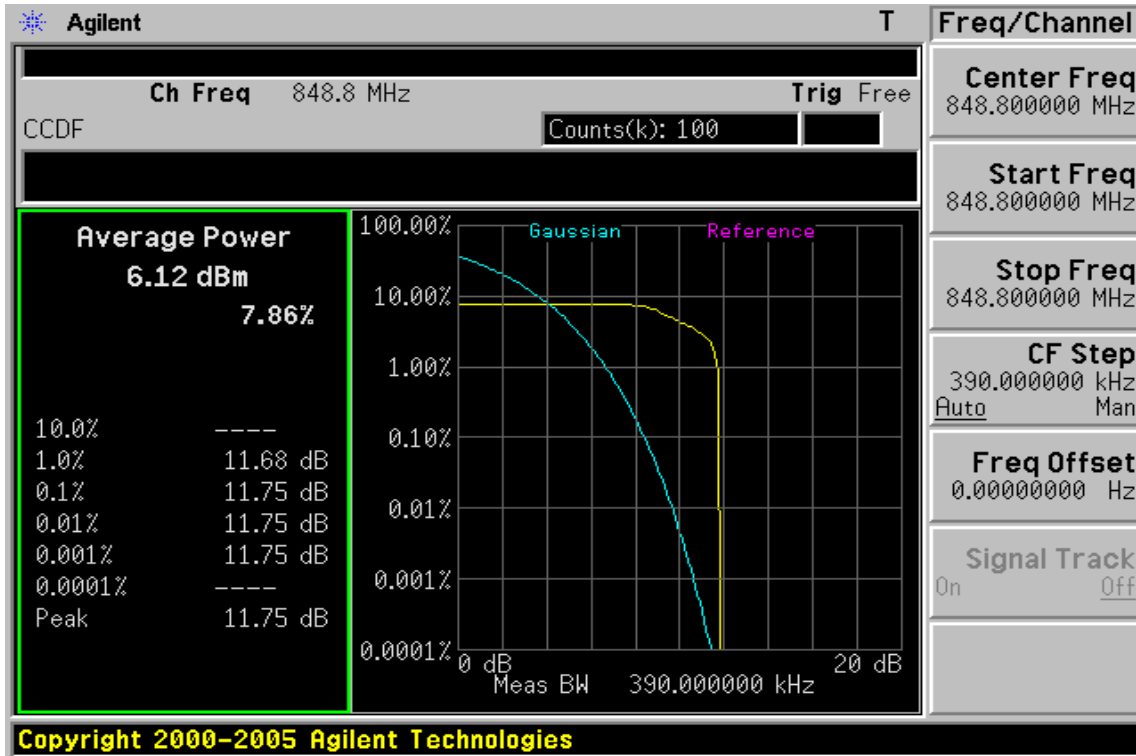 Agilent T
Freq/Channel
Ch Freq 848.8 MHz Trig Free
CCDF Counts(k): 100
Average Power
6.12 dBm
7.86%
10.0% ----
1.0% 11.68 dB
0.1% 11.75 dB
0.01% 11.75 dB
0.001% 11.75 dB
0.0001% ----
Peak 11.75 dB
Gaussian Reference
100.00%
10.00%
1.00%
0.10%
0.01%
0.001%
0.0001%
0 dB 20 dB
Meas BW 390.000000 kHz
Center Freq
848.800000 MHz
Start Freq
848.800000 MHz
Stop Freq
848.800000 MHz
CF Step
390.000000 kHz
Auto Man
Freq Offset
0.00000000 Hz
Signal Track
On Off
Copyright 2000-2005 Agilent Technologies